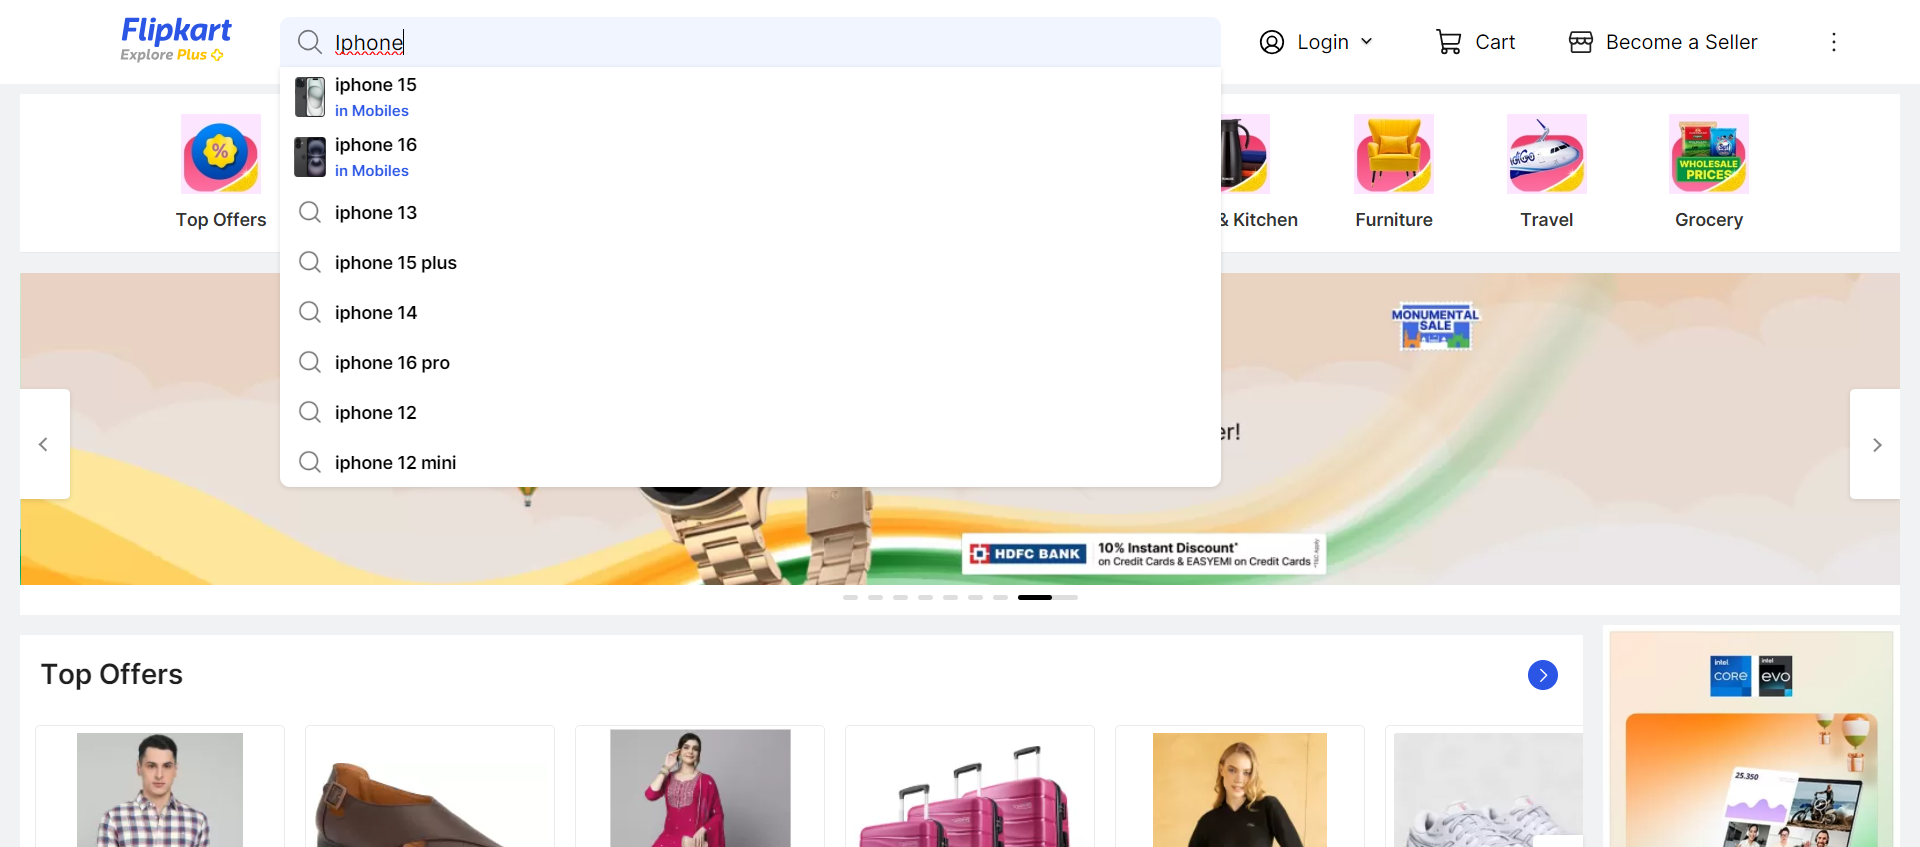 Flipkart
Explore Plus
Iphone
Login
Cart
Become a Seller
iphone 15
in Mobiles
iphone 16
in Mobiles
iphone 13
iphone 15 plus
iphone 14
iphone 16 pro
iphone 12
iphone 12 mini
%
Top Offers
& Kitchen
Furniture
IndiGo
Travel
WHOLESALE
PRICES
Grocery
MONUMENTAL
SALE
er!
HDFC BANK
10% Instant Discount*
on Credit Cards & EASYEMI on Credit Cards
*T&C Apply
Top Offers
intel
CORE
intel
evo
25.350